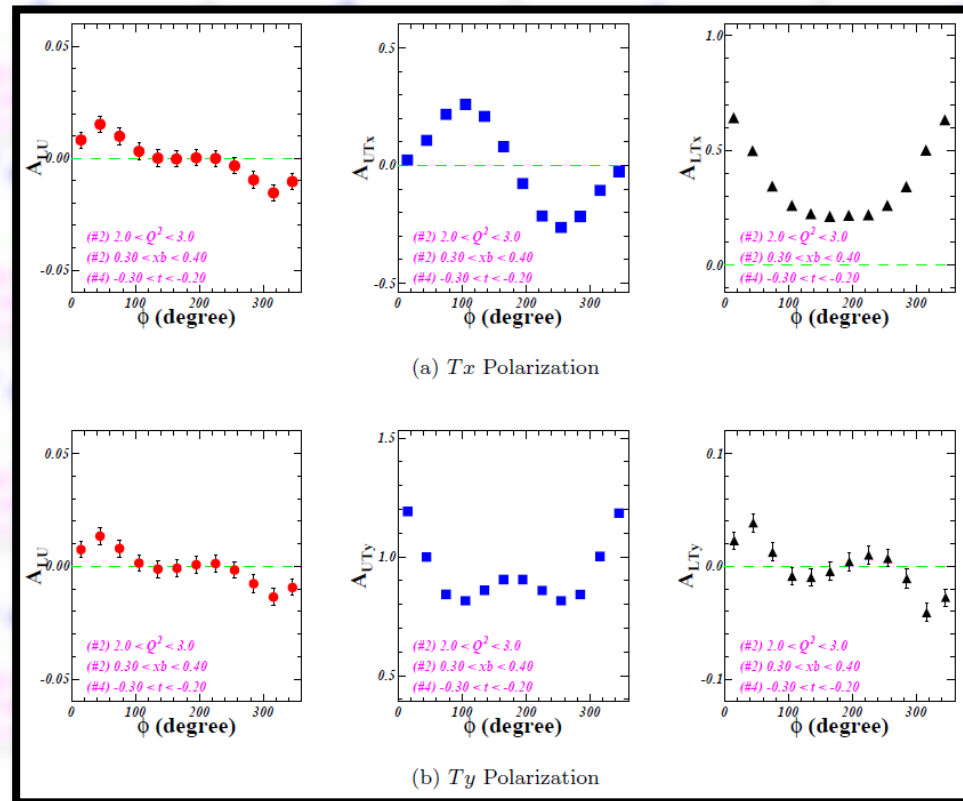 A_LU
0.05
0.00
-0.05
(#2) 2.0 < Q² < 3.0
(#2) 0.30 < xb < 0.40
(#4) -0.30 < t < -0.20
0 100 200 300
ϕ (degree)
A_UTx
0.5
0.0
-0.5
(#2) 2.0 < Q² < 3.0
(#2) 0.30 < xb < 0.40
(#4) -0.30 < t < -0.20
0 100 200 300
ϕ (degree)
A_LTx
1.0
0.5
0.0
(#2) 2.0 < Q² < 3.0
(#2) 0.30 < xb < 0.40
(#4) -0.30 < t < -0.20
0 100 200 300
ϕ (degree)
(a) Tx Polarization
A_LU
0.05
0.00
-0.05
(#2) 2.0 < Q² < 3.0
(#2) 0.30 < xb < 0.40
(#4) -0.30 < t < -0.20
0 100 200 300
ϕ (degree)
A_UTy
1.5
1.0
0.5
(#2) 2.0 < Q² < 3.0
(#2) 0.30 < xb < 0.40
(#4) -0.30 < t < -0.20
0 100 200 300
ϕ (degree)
A_LTy
0.1
0.0
-0.1
(#2) 2.0 < Q² < 3.0
(#2) 0.30 < xb < 0.40
(#4) -0.30 < t < -0.20
0 100 200 300
ϕ (degree)
(b) Ty Polarization